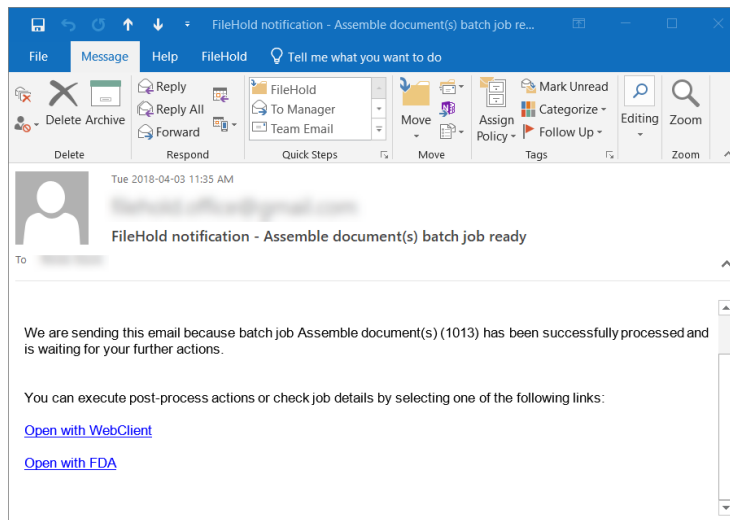 FileHold notification - Assemble document(s) batch job re...
File Message Help FileHold Tell me what you want to do
Delete Archive
Reply
Reply All
Forward
FileHold
To Manager
Team Email
Move
Assign Policy
Mark Unread
Categorize
Follow Up
Editing
Zoom
Delete Respond Quick Steps Move Tags Zoom
Tue 2018-04-03 11:35 AM
FileHold notification - Assemble document(s) batch job ready
To
We are sending this email because batch job Assemble document(s) (1013) has been successfully processed and
is waiting for your further actions.
You can execute post-process actions or check job details by selecting one of the following links:
Open with WebClient
Open with FDA